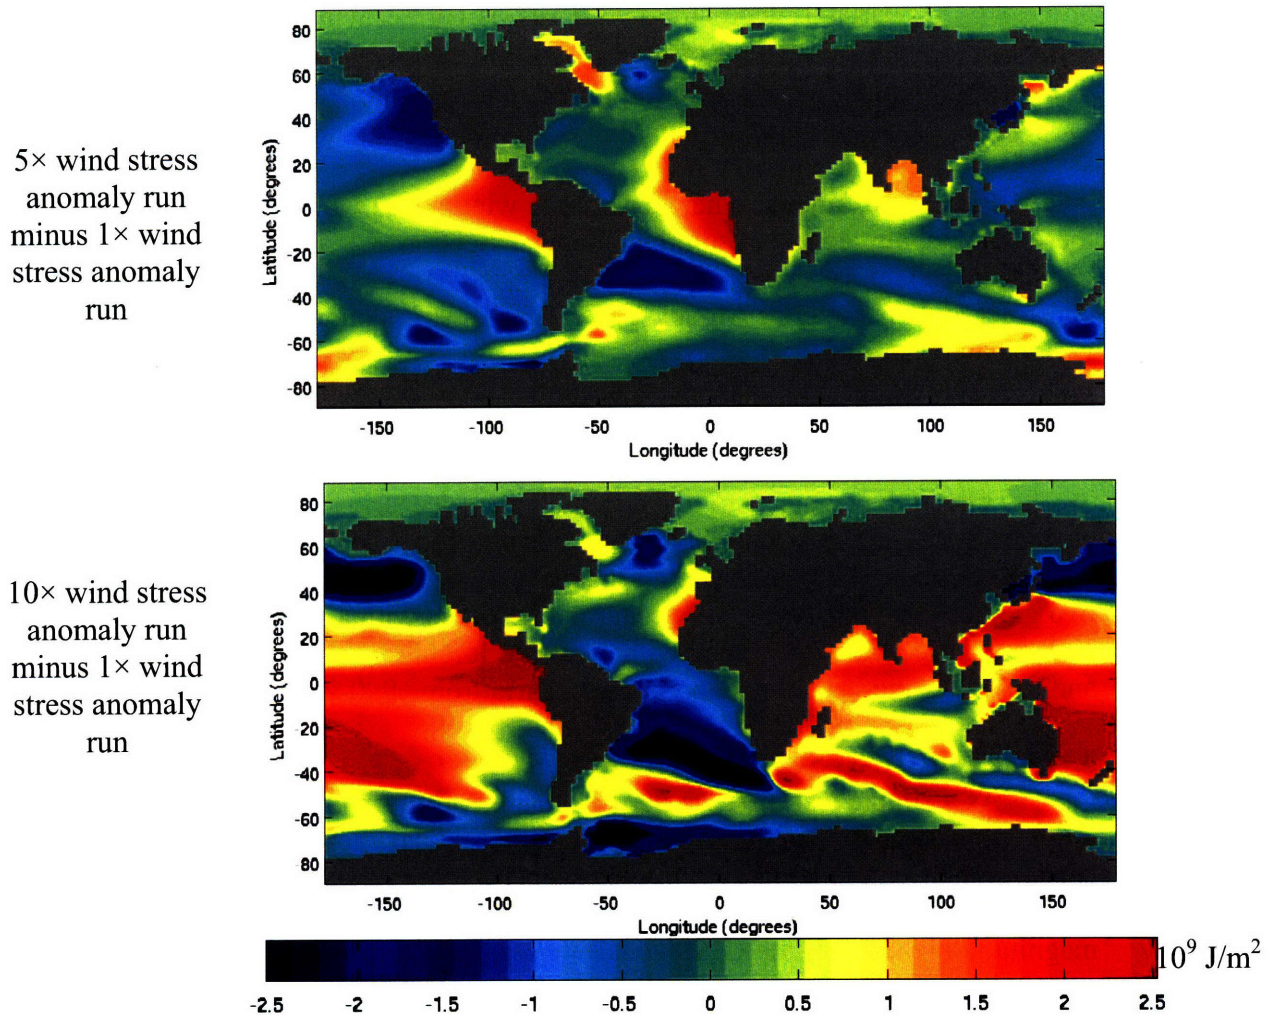 5× wind stress
anomaly run
minus 1× wind
stress anomaly
run
80
60
40
20
0
-20
40
-60
-80
Latitude (degrees)
-150
-100
-50
0
50
100
150
Longitude (degrees)
10× wind stress
anomaly run
minus 1× wind
stress anomaly
run
80
60
40
20
0
-20
-40
-60
80
Latitude (degrees)
-150
-100
-50
0
50
100
150
Longitude (degrees)
10⁹ J/m²
-2.5
-2
-1.5
-1
-0.5
0
0.5
1
1.5
2
2.5